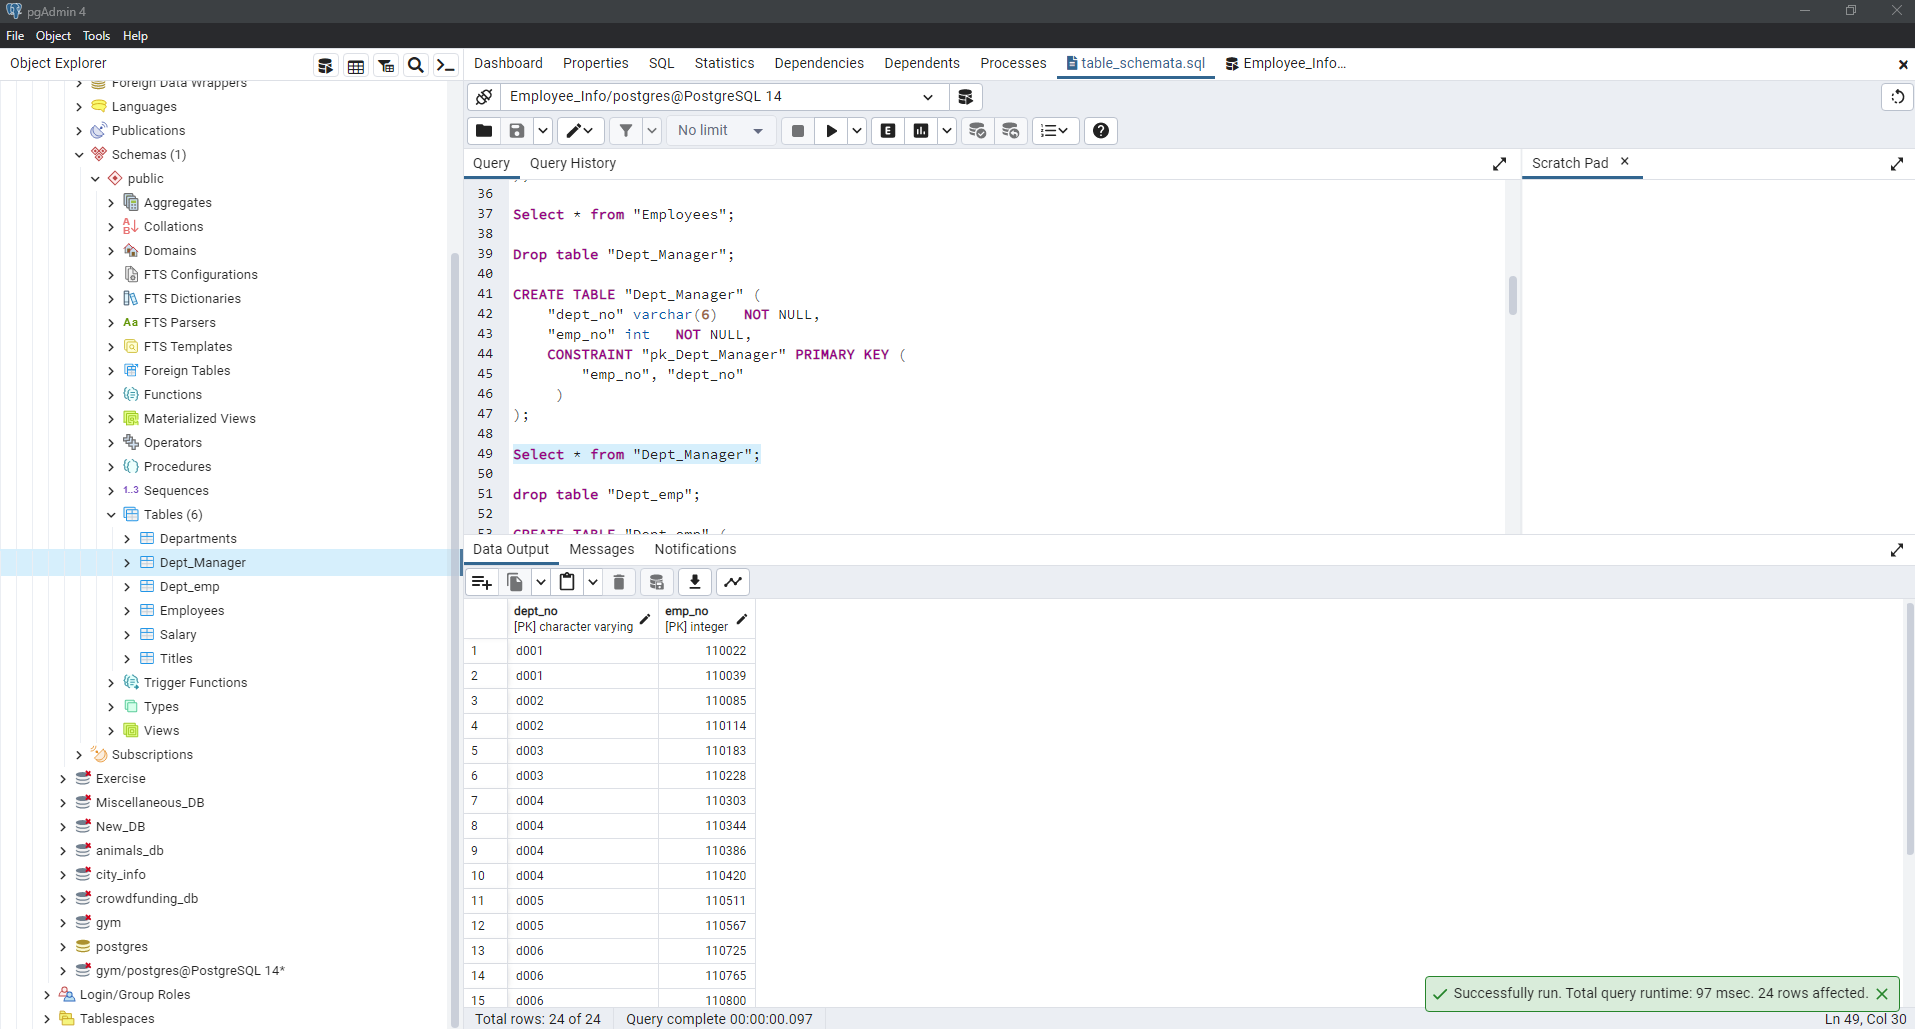 pgAdmin 4
File Object Tools Help
Object Explorer
Dashboard Properties SQL Statistics Dependencies Dependents Processes table_schemata.sql Employee_Info...
Foreign Data Wrappers
Languages
Publications
Schemas (1)
public
Aggregates
Collations
Domains
FTS Configurations
FTS Dictionaries
Aa FTS Parsers
FTS Templates
Foreign Tables
Functions
Materialized Views
Operators
Procedures
1..3 Sequences
Tables (6)
Departments
Dept_Manager
Dept_emp
Employees
Salary
Titles
Trigger Functions
Types
Views
Subscriptions
Exercise
Miscellaneous_DB
New_DB
animals_db
city_info
crowdfunding_db
gym
postgres
gym/postgres@PostgreSQL 14*
Login/Group Roles
Tablespaces
Employee_Info/postgres@PostgreSQL 14
No limit
E
Query Query History
Scratch Pad
36
37 Select * from "Employees";
38
39 Drop table "Dept_Manager";
40
41 CREATE TABLE "Dept_Manager" (
42 "dept_no" varchar(6) NOT NULL,
43 "emp_no" int NOT NULL,
44 CONSTRAINT "pk_Dept_Manager" PRIMARY KEY (
45 "emp_no", "dept_no"
46 )
47 );
48
49 Select * from "Dept_Manager";
50
51 drop table "Dept_emp";
52
53 CREATE TABLE "Dept_emp" (
Data Output Messages Notifications
dept_no emp_no
[PK] character varying [PK] integer
1 d001 110022
2 d001 110039
3 d002 110085
4 d002 110114
5 d003 110183
6 d003 110228
7 d004 110303
8 d004 110344
9 d004 110386
10 d004 110420
11 d005 110511
12 d005 110567
13 d006 110725
14 d006 110765
15 d006 110800
Successfully run. Total query runtime: 97 msec. 24 rows affected.
Total rows: 24 of 24 Query complete 00:00:00.097 Ln 49, Col 30